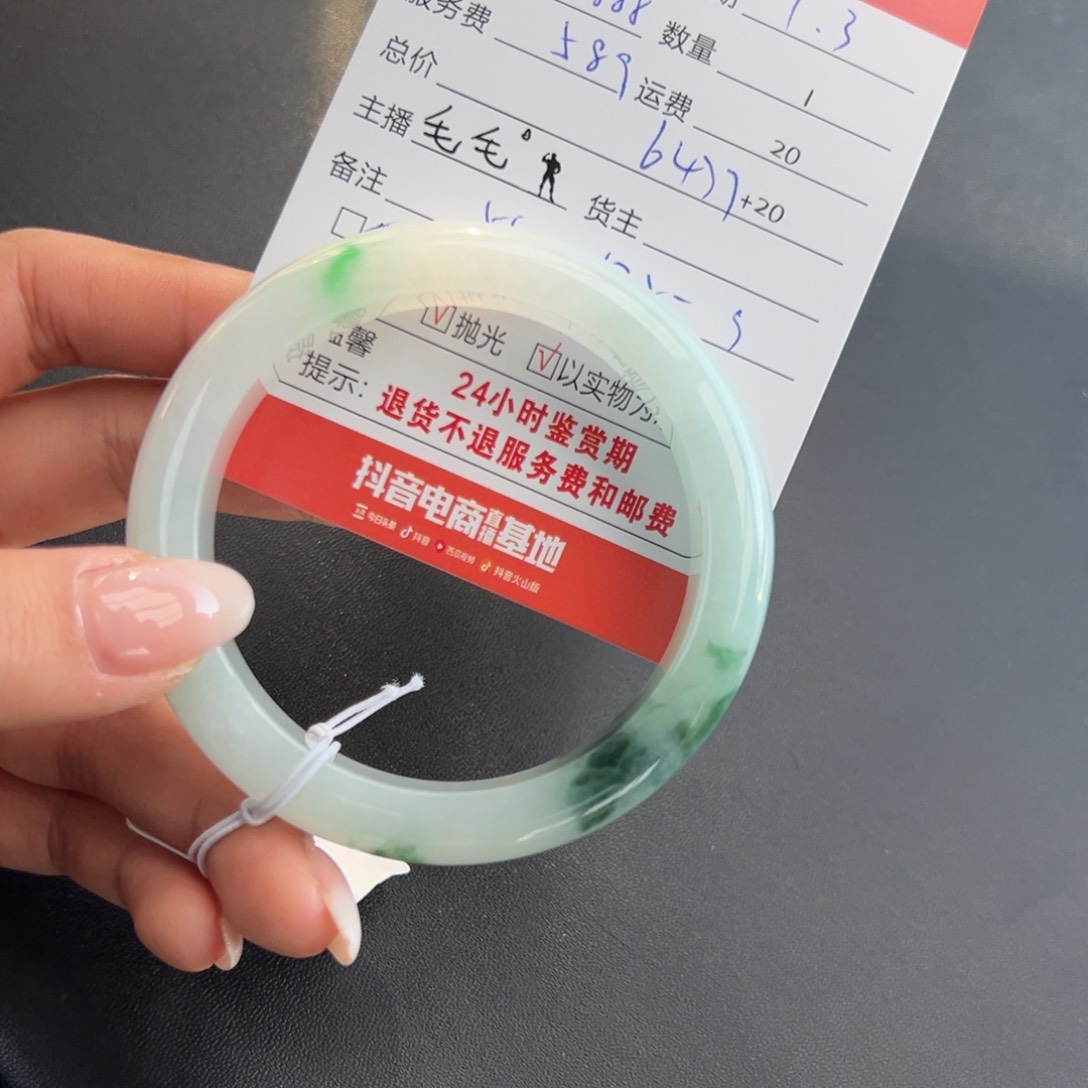 1.3
888 数量 1
服务费 589 运费 20
总价 6477+20
主播 毛毛 货主
备注
抛光 以实物为
馨
提示：24小时鉴赏期
退货不退服务费和邮费
抖音电商直播基地
今日头条 抖音 西瓜视频 抖音火山版